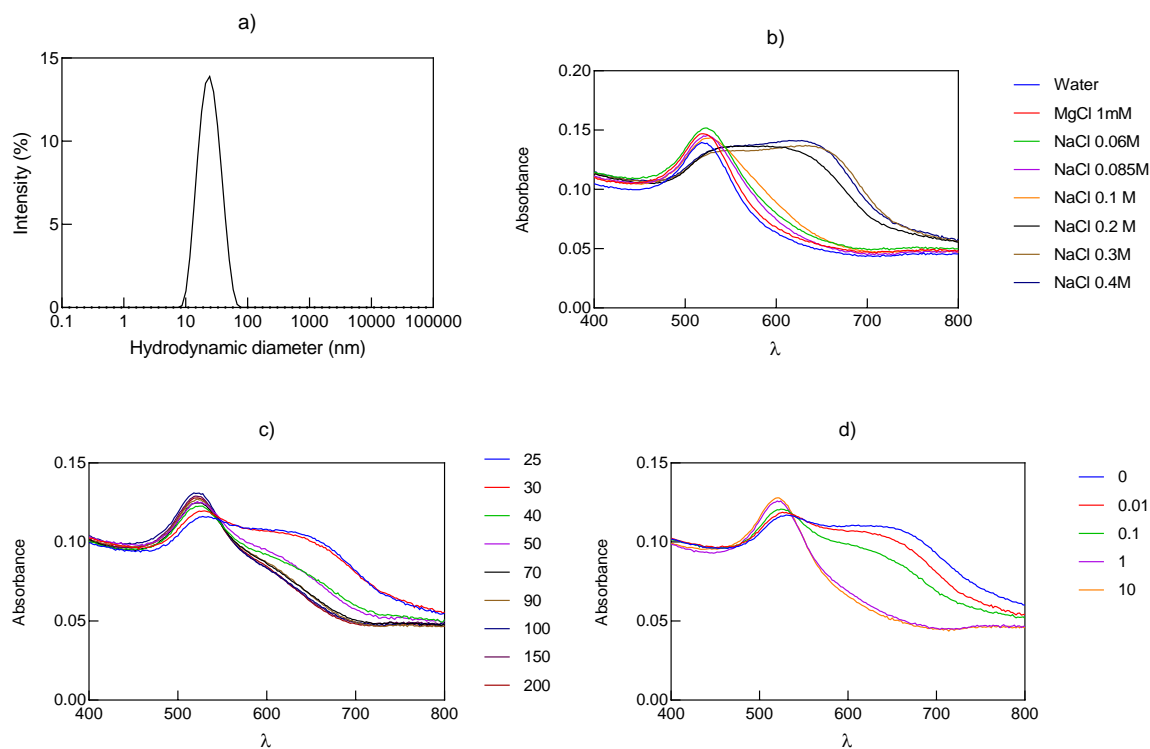 a)
15
10
5
0
Intensity (%)
0.1 1 10 100 1000 10000 100000
Hydrodynamic diameter (nm)
b)
0.20
0.15
0.10
0.05
0.00
Absorbance
400 500 600 700 800
λ
Water
MgCl 1mM
NaCl 0.06M
NaCl 0.085M
NaCl 0.1 M
NaCl 0.2 M
NaCl 0.3M
NaCl 0.4M
c)
0.15
0.10
0.05
0.00
Absorbance
400 500 600 700 800
λ
25
30
40
50
70
90
100
150
200
d)
0.15
0.10
0.05
0.00
Absorbance
400 500 600 700 800
λ
0
0.01
0.1
1
10